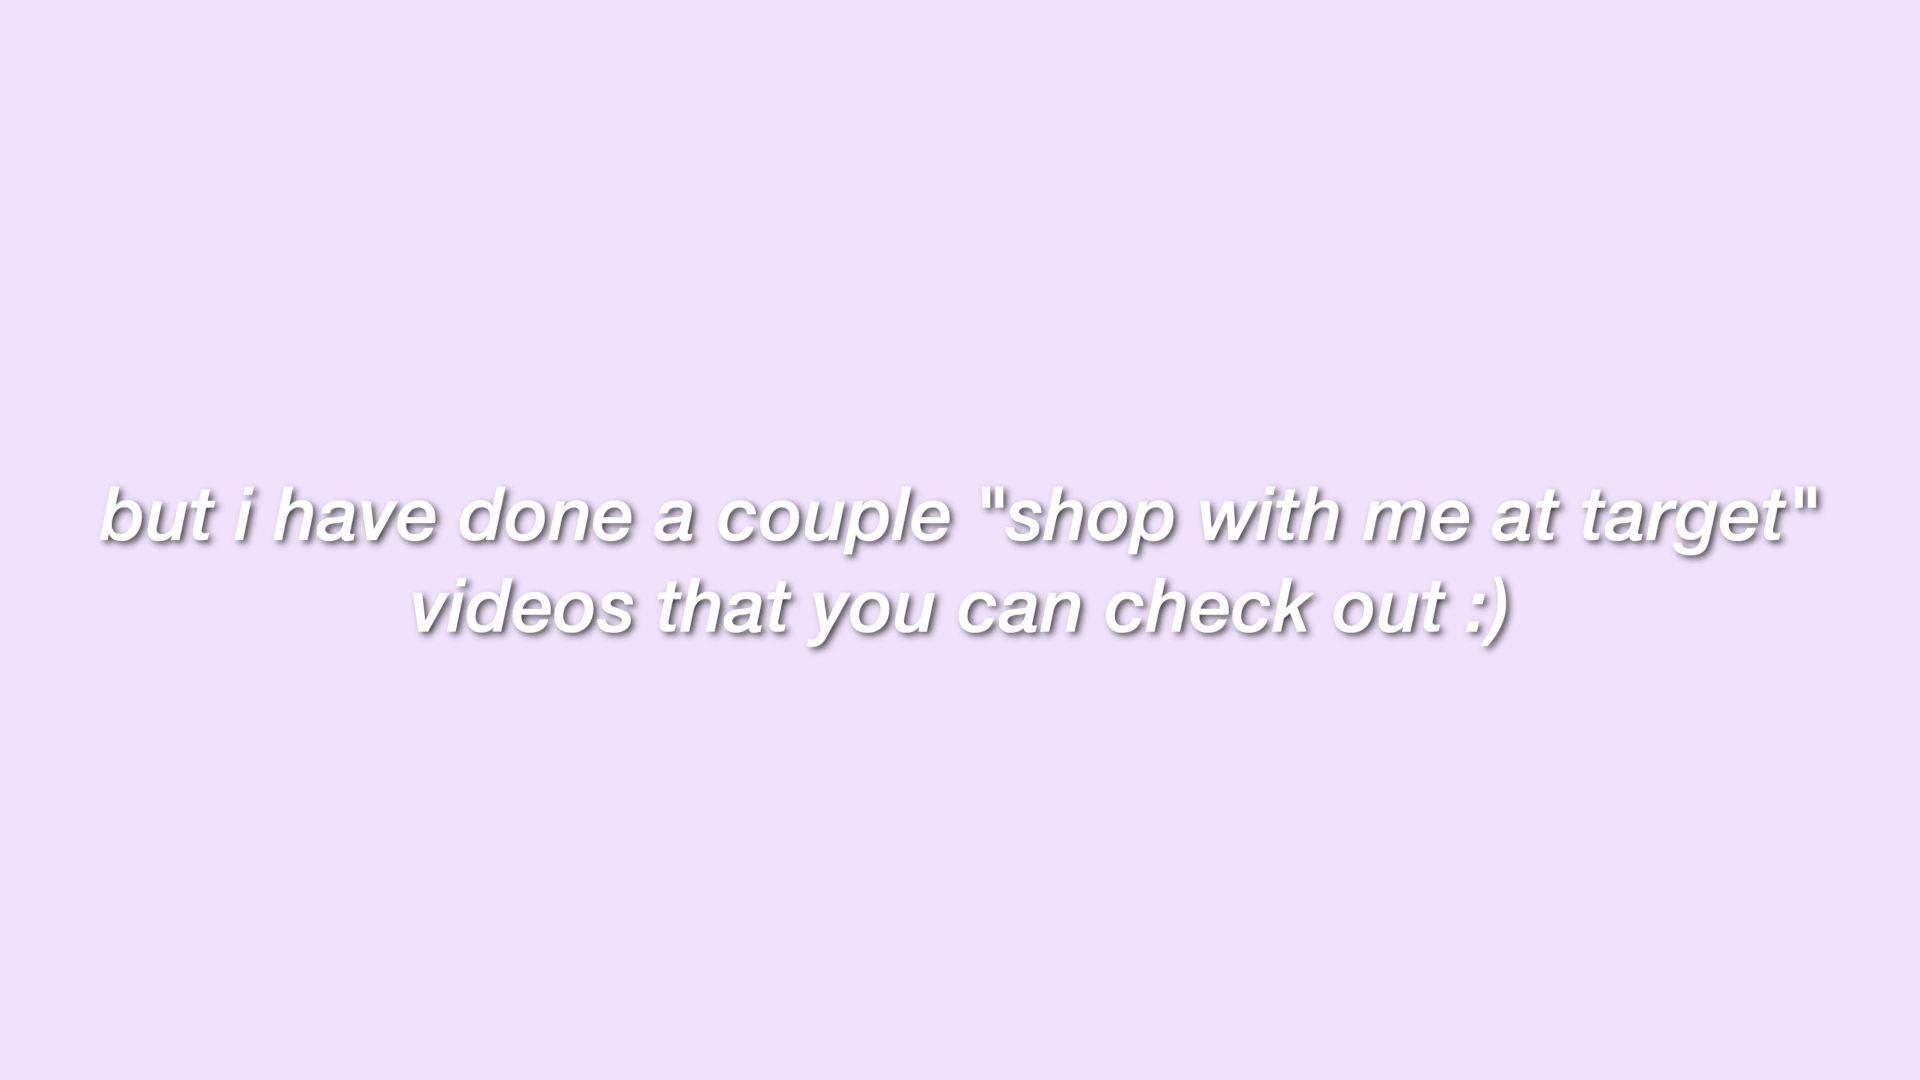 but i have done a couple "shop with me at target"
videos that you can check out :)